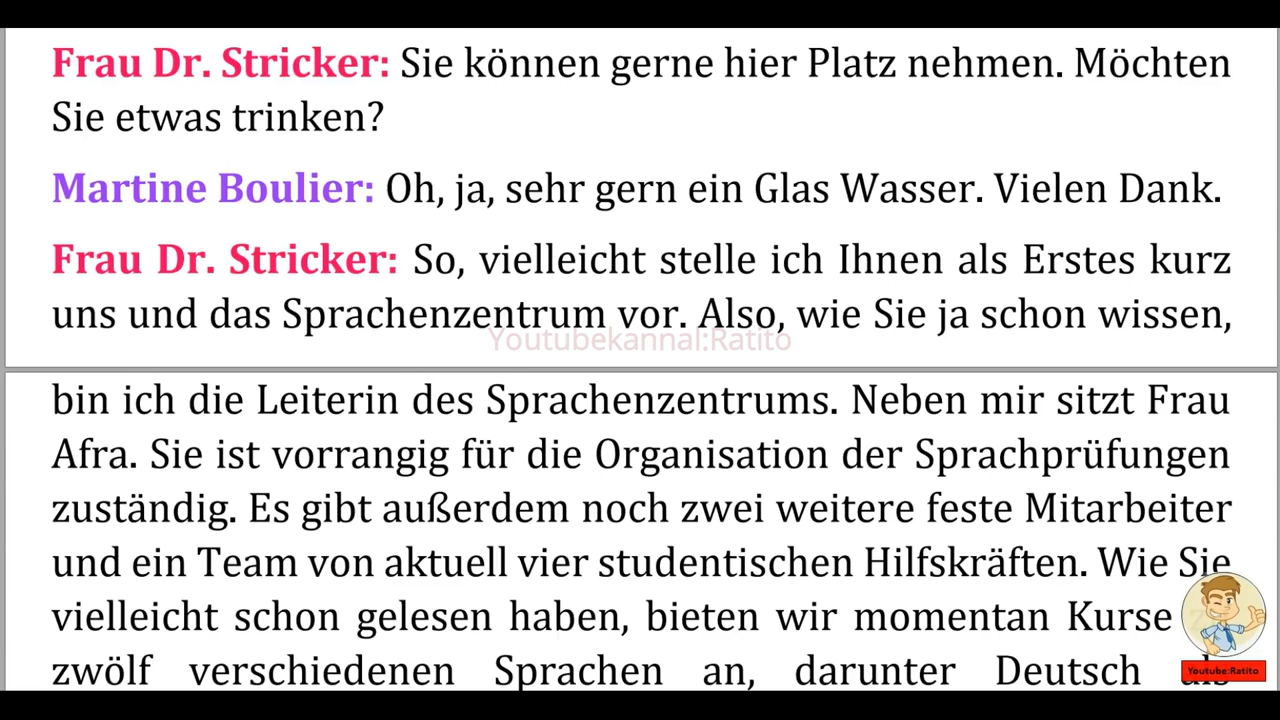 Frau Dr. Stricker: Sie können gerne hier Platz nehmen. Möchten
Sie etwas trinken?
Martine Boulier: Oh, ja, sehr gern ein Glas Wasser. Vielen Dank.
Frau Dr. Stricker: So, vielleicht stelle ich Ihnen als Erstes kurz
uns und das Sprachenzentrum vor. Also, wie Sie ja schon wissen,
Youtubekannal:Ratito
bin ich die Leiterin des Sprachenzentrums. Neben mir sitzt Frau
Afra. Sie ist vorrangig für die Organisation der Sprachprüfungen
zuständig. Es gibt außerdem noch zwei weitere feste Mitarbeiter
und ein Team von aktuell vier studentischen Hilfskräften. Wie Sie
vielleicht schon gelesen haben, bieten wir momentan Kurse
zwölf verschiedenen Sprachen an, darunter Deutsch
Youtube:Ratito